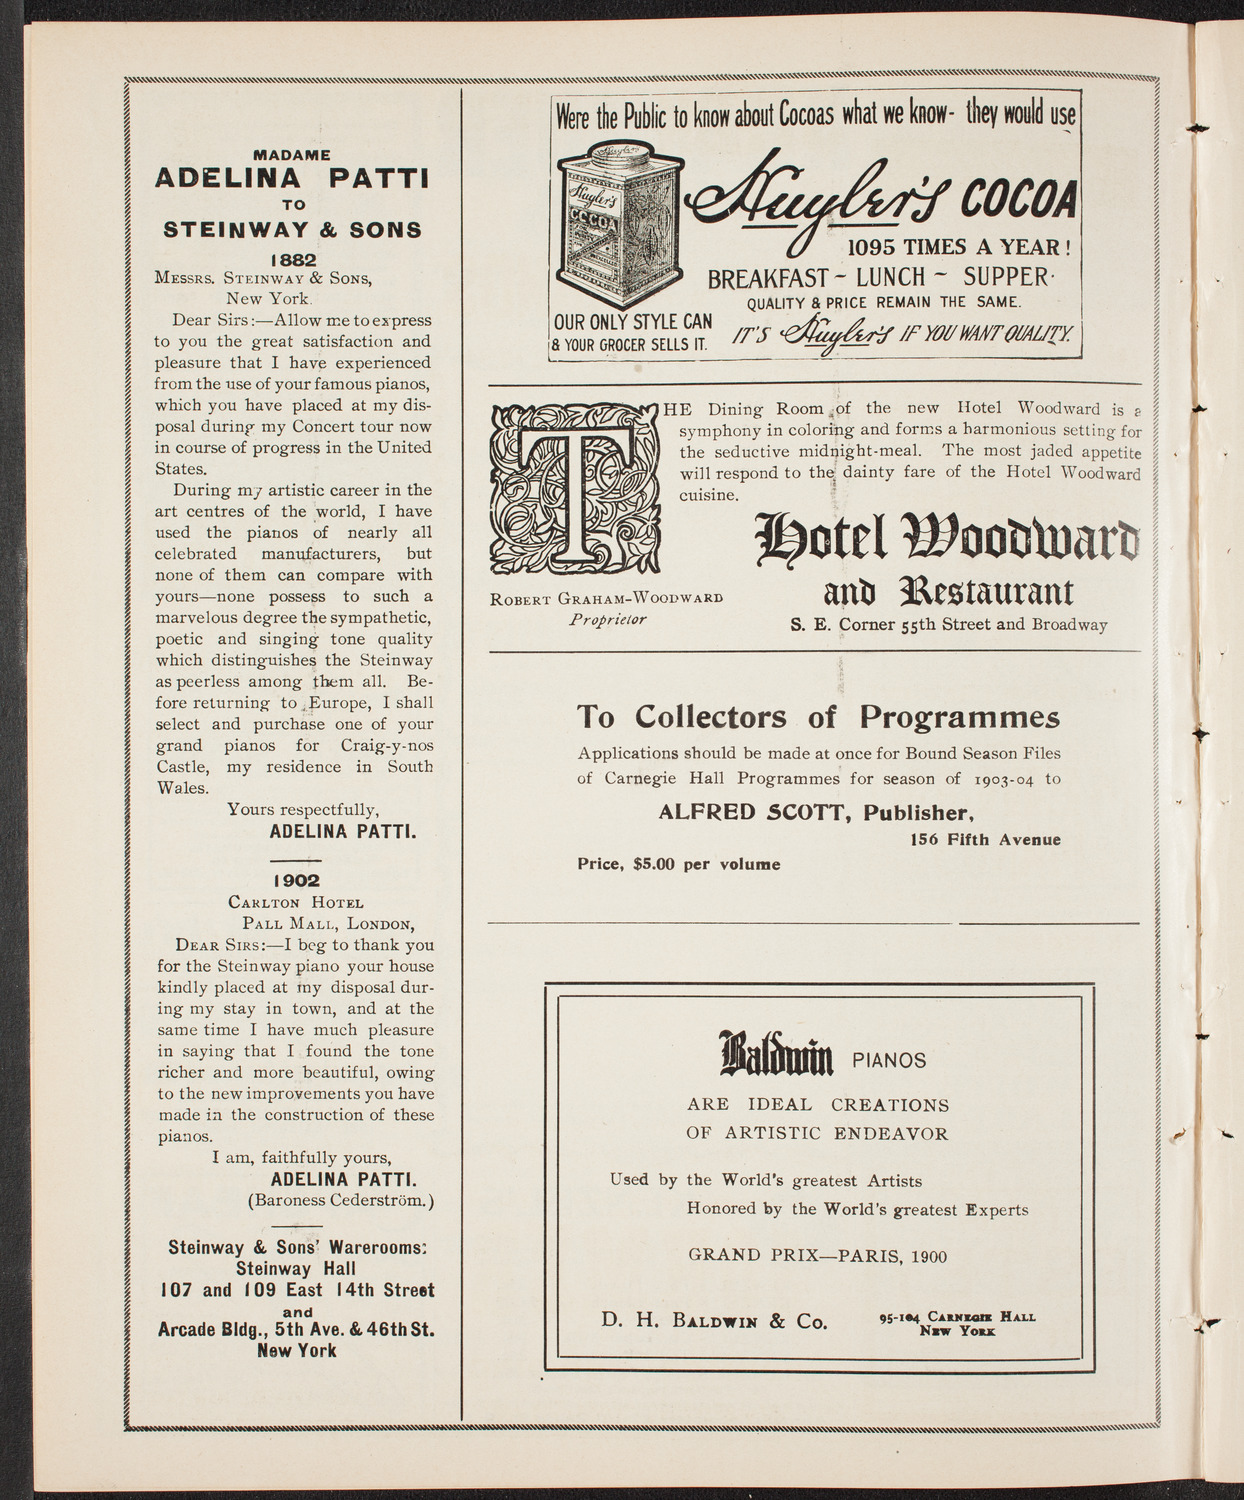 MADAME
ADELINA PATTI
TO
STEINWAY & SONS
1882
MESSRS. STEINWAY & SONS,
New York.
Dear Sirs:—Allow me to express
to you the great satisfaction and
pleasure that I have experienced
from the use of your famous pianos,
which you have placed at my dis-
posal during my Concert tour now
in course of progress in the United
States.
During my artistic career in the
art centres of the world, I have
used the pianos of nearly all
celebrated manufacturers, but
none of them can compare with
yours—none possess to such a
marvelous degree the sympathetic,
poetic and singing tone quality
which distinguishes the Steinway
as peerless among them all. Be-
fore returning to Europe, I shall
select and purchase one of your
grand pianos for Craig-y-nos
Castle, my residence in South
Wales.
Yours respectfully,
ADELINA PATTI.
1902
CARLTON HOTEL
PALL MALL, LONDON,
DEAR SIRS:—I beg to thank you
for the Steinway piano your house
kindly placed at my disposal dur-
ing my stay in town, and at the
same time I have much pleasure
in saying that I found the tone
richer and more beautiful, owing
to the new improvements you have
made in the construction of these
pianos.
I am, faithfully yours,
ADELINA PATTI.
(Baroness Cederström.)
Steinway & Sons' Warerooms:
Steinway Hall
107 and 109 East 14th Street
and
Arcade Bldg., 5th Ave. & 46th St.
New York
Were the Public to know about Cocoas what we know- they would use
Huyler's
Huyler's
COCOA
Huyler's COCOA
1095 TIMES A YEAR!
BREAKFAST - LUNCH - SUPPER.
QUALITY & PRICE REMAIN THE SAME.
OUR ONLY STYLE CAN
& YOUR GROCER SELLS IT.
IT'S Huyler's IF YOU WANT QUALITY.
THE Dining Room of the new Hotel Woodward is a
symphony in coloring and forms a harmonious setting for
the seductive midnight-meal. The most jaded appetite
will respond to the dainty fare of the Hotel Woodward
cuisine.
Hotel Woodward
and Restaurant
S. E. Corner 55th Street and Broadway
ROBERT GRAHAM-WOODWARD
Proprietor
To Collectors of Programmes
Applications should be made at once for Bound Season Files
of Carnegie Hall Programmes for season of 1903-04 to
ALFRED SCOTT, Publisher,
156 Fifth Avenue
Price, $5.00 per volume
Baldwin PIANOS
ARE IDEAL CREATIONS
OF ARTISTIC ENDEAVOR
Used by the World's greatest Artists
Honored by the World's greatest Experts
GRAND PRIX—PARIS, 1900
D. H. BALDWIN & CO.
95-104 CARNEGIE HALL
NEW YORK